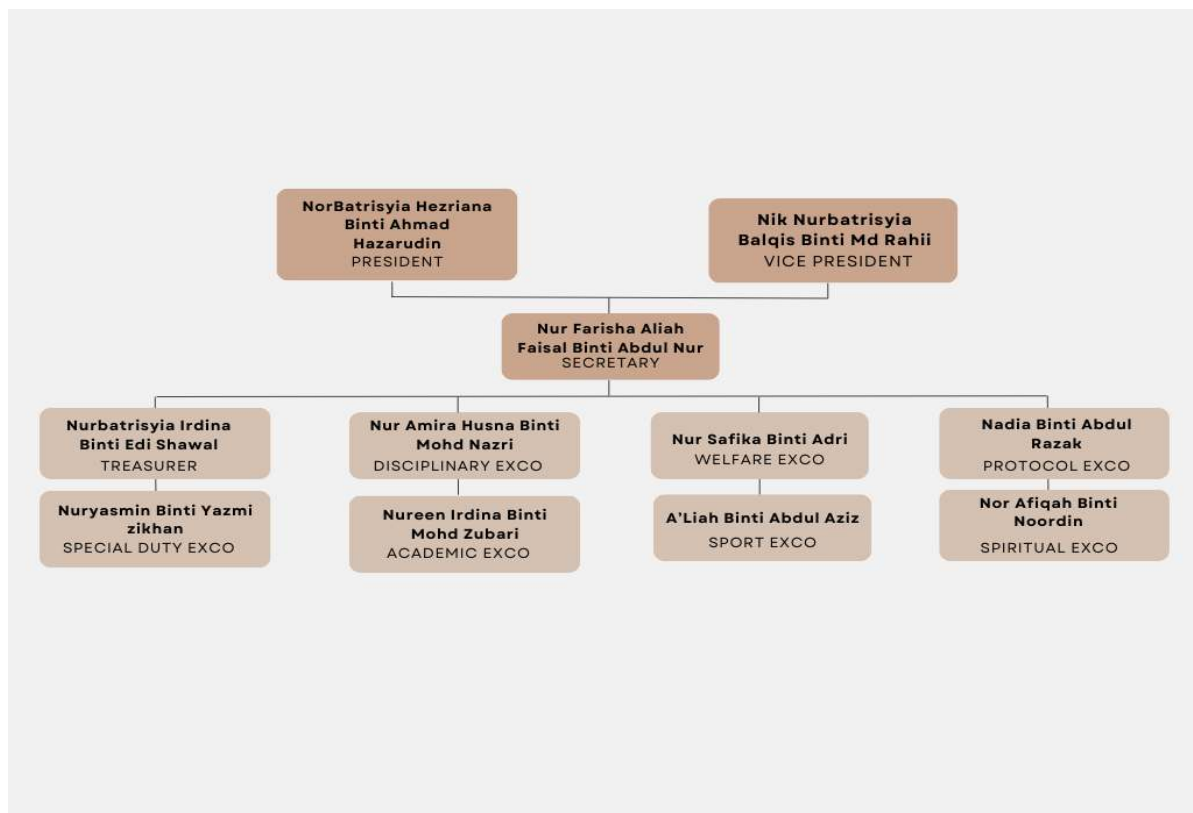 NorBatrisyia Hezriana
Binti Ahmad
Hazarudin
PRESIDENT
Nik Nurbatrisyia
Balqis Binti Md Rahii
VICE PRESIDENT
Nur Farisha Aliah
Faisal Binti Abdul Nur
SECRETARY
Nurbatrisyia Irdina
Binti Edi Shawal
TREASURER
Nur Amira Husna Binti
Mohd Nazri
DISCIPLINARY EXCO
Nur Safika Binti Adri
WELFARE EXCO
Nadia Binti Abdul
Razak
PROTOCOL EXCO
Nuryasmin Binti Yazmi
zikhan
SPECIAL DUTY EXCO
Nureen Irdina Binti
Mohd Zubari
ACADEMIC EXCO
A'Liah Binti Abdul Aziz
SPORT EXCO
Nor Afiqah Binti
Noordin
SPIRITUAL EXCO